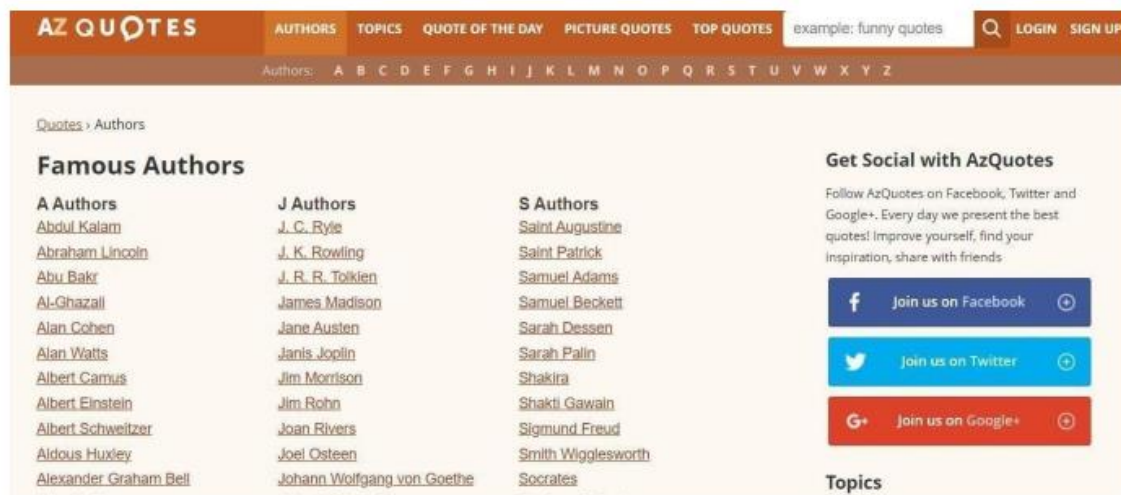 AZ QUOTES
AUTHORS TOPICS QUOTE OF THE DAY PICTURE QUOTES TOP QUOTES example: funny quotes LOGIN SIGN UP
Authors: A B C D E F G H I J K L M N O P Q R S T U V W X Y Z
Quotes › Authors
Famous Authors
A Authors
Abdul Kalam
Abraham Lincoln
Abu Bakr
Al-Ghazali
Alan Cohen
Alan Watts
Albert Camus
Albert Einstein
Albert Schweitzer
Aldous Huxley
Alexander Graham Bell
J Authors
J. C. Ryle
J. K. Rowling
J. R. R. Tolkien
James Madison
Jane Austen
Janis Joplin
Jim Morrison
Jim Rohn
Joan Rivers
Joel Osteen
Johann Wolfgang von Goethe
S Authors
Saint Augustine
Saint Patrick
Samuel Adams
Samuel Beckett
Sarah Dessen
Sarah Palin
Shakira
Shakti Gawain
Sigmund Freud
Smith Wigglesworth
Socrates
Get Social with AzQuotes
Follow AzQuotes on Facebook, Twitter and
Google+. Every day we present the best
quotes! Improve yourself, find your
inspiration, share with friends
Join us on Facebook
Join us on Twitter
G+ Join us on Google+
Topics